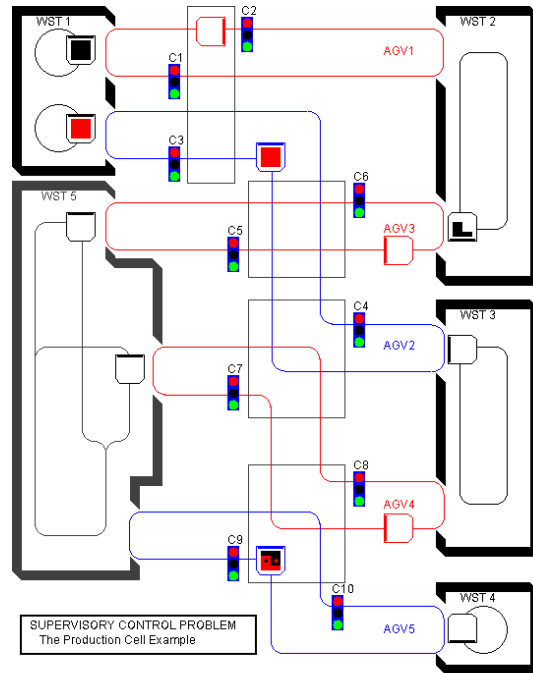 WST 1
C2
WST 2
C1
AGV1
C3
C6
WST 5
C5
AGV3
C4
WST 3
AGV2
C7
C8
AGV4
C9
C10
WST 4
AGV5
SUPERVISORY CONTROL PROBLEM
The Production Cell Example